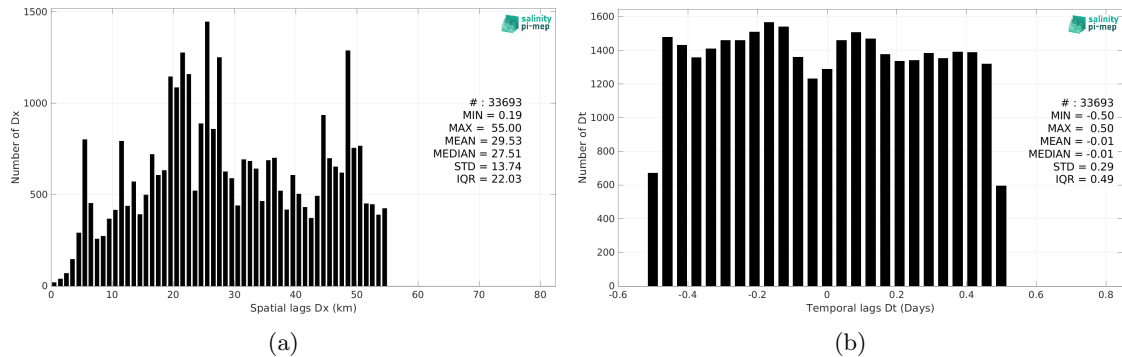 salinity
pi-mep
1500
1000
500
0
Number of Dx
# : 33693
MIN = 0.19
MAX = 55.00
MEAN = 29.53
MEDIAN = 27.51
STD = 13.74
IQR = 22.03
0 10 20 30 40 50 60 70 80
Spatial lags Dx (km)
(a)
salinity
pi-mep
1600
1400
1200
1000
800
600
400
200
0
Number of Dt
# : 33693
MIN = -0.50
MAX = 0.50
MEAN = -0.01
MEDIAN = -0.01
STD = 0.29
IQR = 0.49
-0.6 -0.4 -0.2 0 0.2 0.4 0.6 0.8
Temporal lags Dt (Days)
(b)